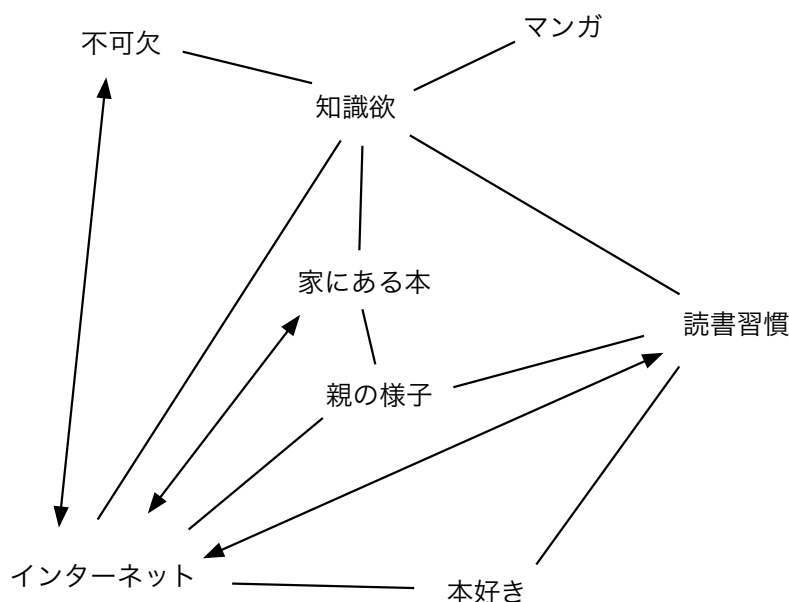 マンガ
不可欠
知識欲
家にある本
読書習慣
親の様子
インターネット
本好き